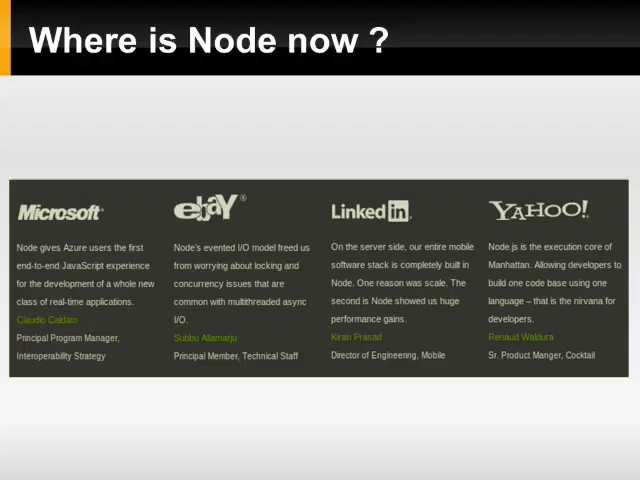 Where is Node now ?
Microsoft
Node gives Azure users the first
end-to-end JavaScript experience
for the development of a whole new
class of real-time applications.
Claudio Caldato
Principal Program Manager,
Interoperability Strategy
ebaY®
Node's evented I/O model freed us
from worrying about locking and
concurrency issues that are
common with multithreaded async
I/O.
Subbu Allamarju
Principal Member, Technical Staff
Linked in
On the server side, our entire mobile
software stack is completely built in
Node. One reason was scale. The
second is Node showed us huge
performance gains.
Kiran Prasad
Director of Engineering, Mobile
YAHOO!
Node.js is the execution core of
Manhattan. Allowing developers to
build one code base using one
language – that is the nirvana for
developers.
Renaud Waldura
Sr. Product Manger, Cocktail